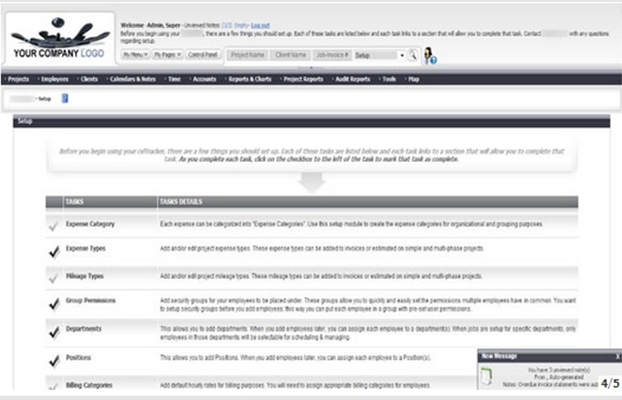 Welcome -Admin, Super - Unviewed Notes: Empty- Log out
Before you begin using your , there are a few things you should set up. Each of these tasks are listed below and each task links to a section that will allow you to complete that task. Contact with any questions
regarding setup.
YOUR COMPANY LOGO
My Menu My Pages Control Panel Project Name Client Name Job-Invoice # Setup
Projects Employees Clients Calendars & Notes Time Accounts Reports & Charts Project Reports Audit Reports Tools Map
- Setup
Setup
Before you begin using your , there are a few things you should set up. Each of these tasks are listed below and each task links to a section that will allow you to complete that
task. As you complete each task, click on the checkbox to the left of the task to mark that task as complete.
TASKS TASKS DETAILS
Expense Category Each expense can be categorized into "Expense Categories". Use this setup module to create the expense categories for organizational and grouping purposes.
Expense Types Add and/or edit project expense types. These expense types can be added to invoices or estimated on simple and multi-phase projects.
Mileage Types Add and/or edit project mileage types. These mileage types can be added to invoices or estimated on simple and multi-phase projects.
Group Permissions Add security groups for your employees to be placed under. These groups allow you to quickly and easily set the permissions multiple employees have in common. You want
to setup security groups before you add employees; this way you can put each employee in a group with pre-set user permissions.
Departments This allows you to add departments. When you add employees later, you can assign each employee to a department(s). When jobs are setup for specific departments, only
employees in those departments will be selectable for scheduling & managing.
Positions This allows you to add Positions. When you add employees later, you can assign each employee to a Position(s).
Billing Categories Add default hourly rates for billing purposes. You will need to assign appropriate billing categories for employees.
New Message X
You have 3 unviewed note(s)
From , Auto-generated
Notes: Overdue invoice statements were
4/5